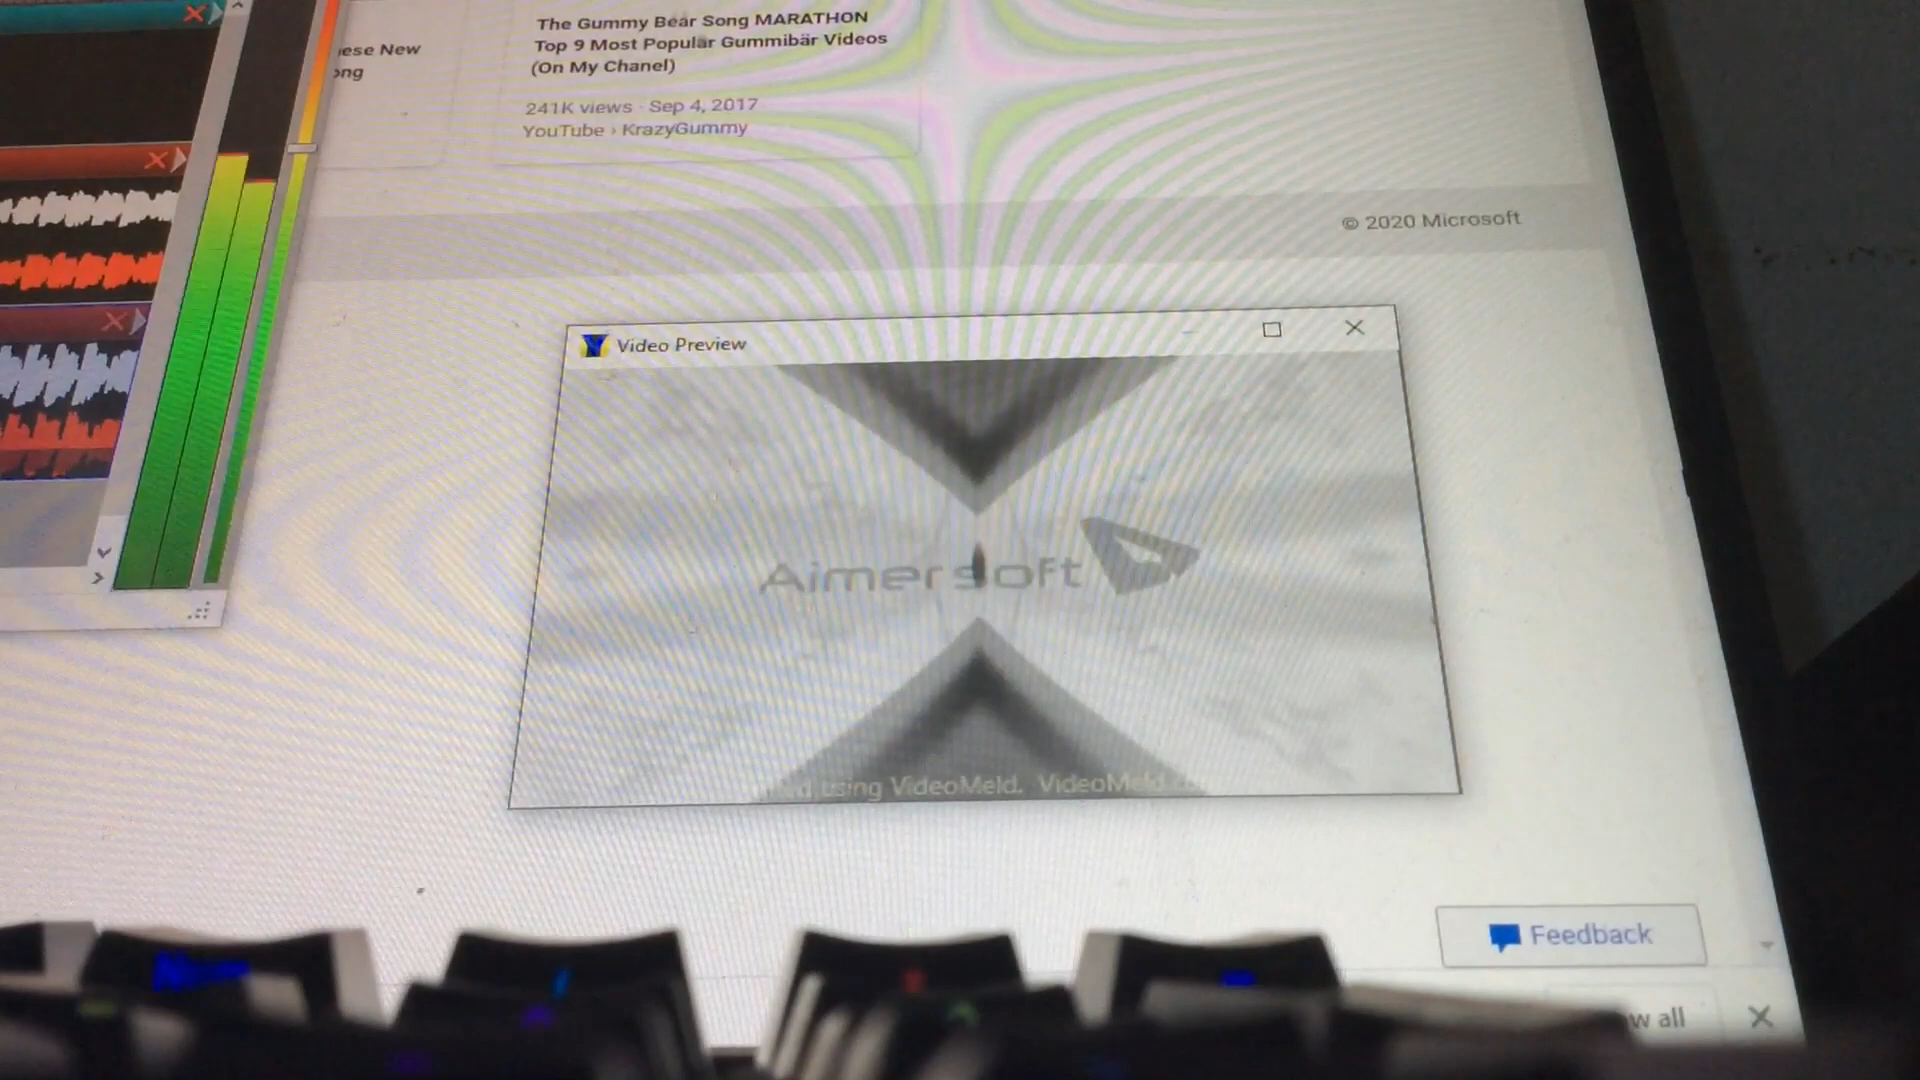 The Gummy Bear Song MARATHON
Top 9 Most Popular Gummibär Videos
(On My Chanel)
241K views · Sep 4, 2017
YouTube › KrazyGummy
ese New
ong
© 2020 Microsoft
Video Preview
Aimersoft
using VideoMeld. VideoMeld
Feedback
w all